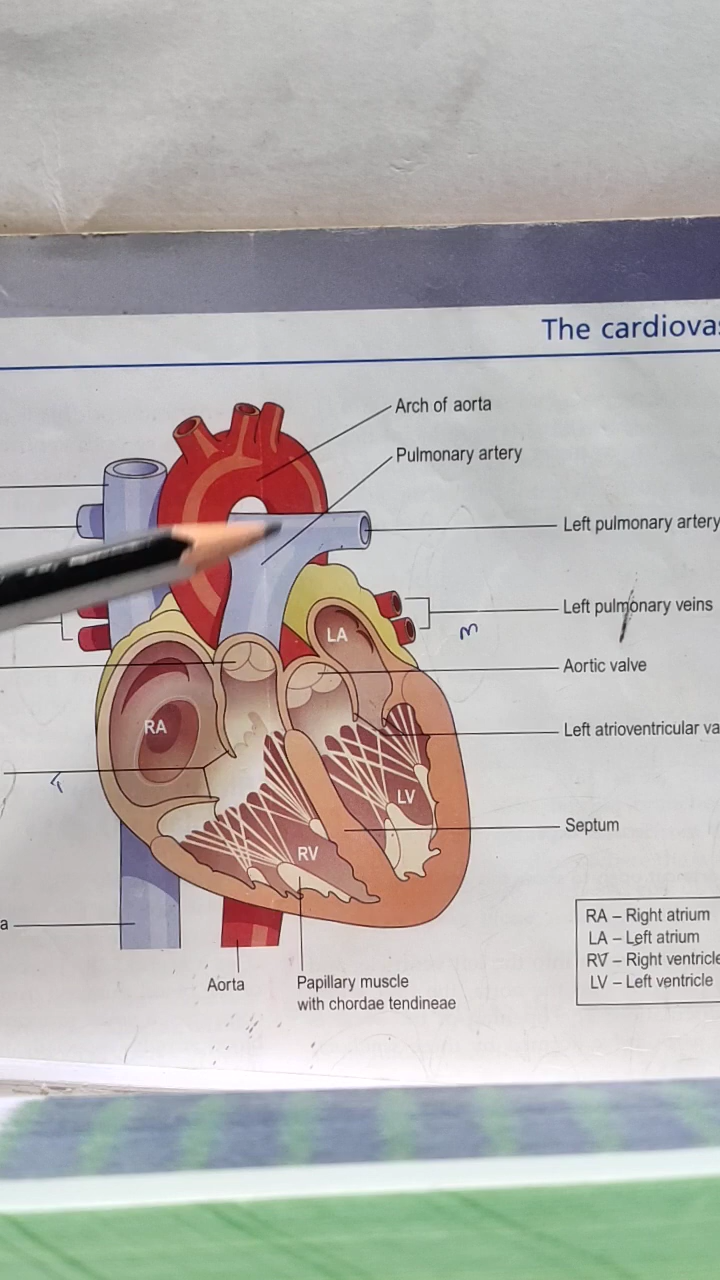 The cardiovas
Arch of aorta
Pulmonary artery
Left pulmonary artery
Left pulmonary veins
3
LA
Aortic valve
RA
Left atrioventricular va
LV
Septum
RV
a
RA – Right atrium
LA – Left atrium
RV – Right ventricle
LV – Left ventricle
Aorta
Papillary muscle
with chordae tendineae